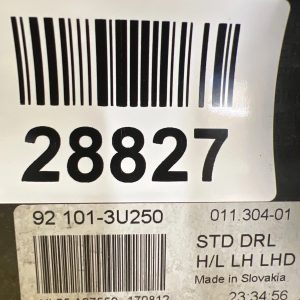 28827
92 101-3U250 011.304-01
STD DRL
H/L LH LHD
Made in Slovakia
23:34:56